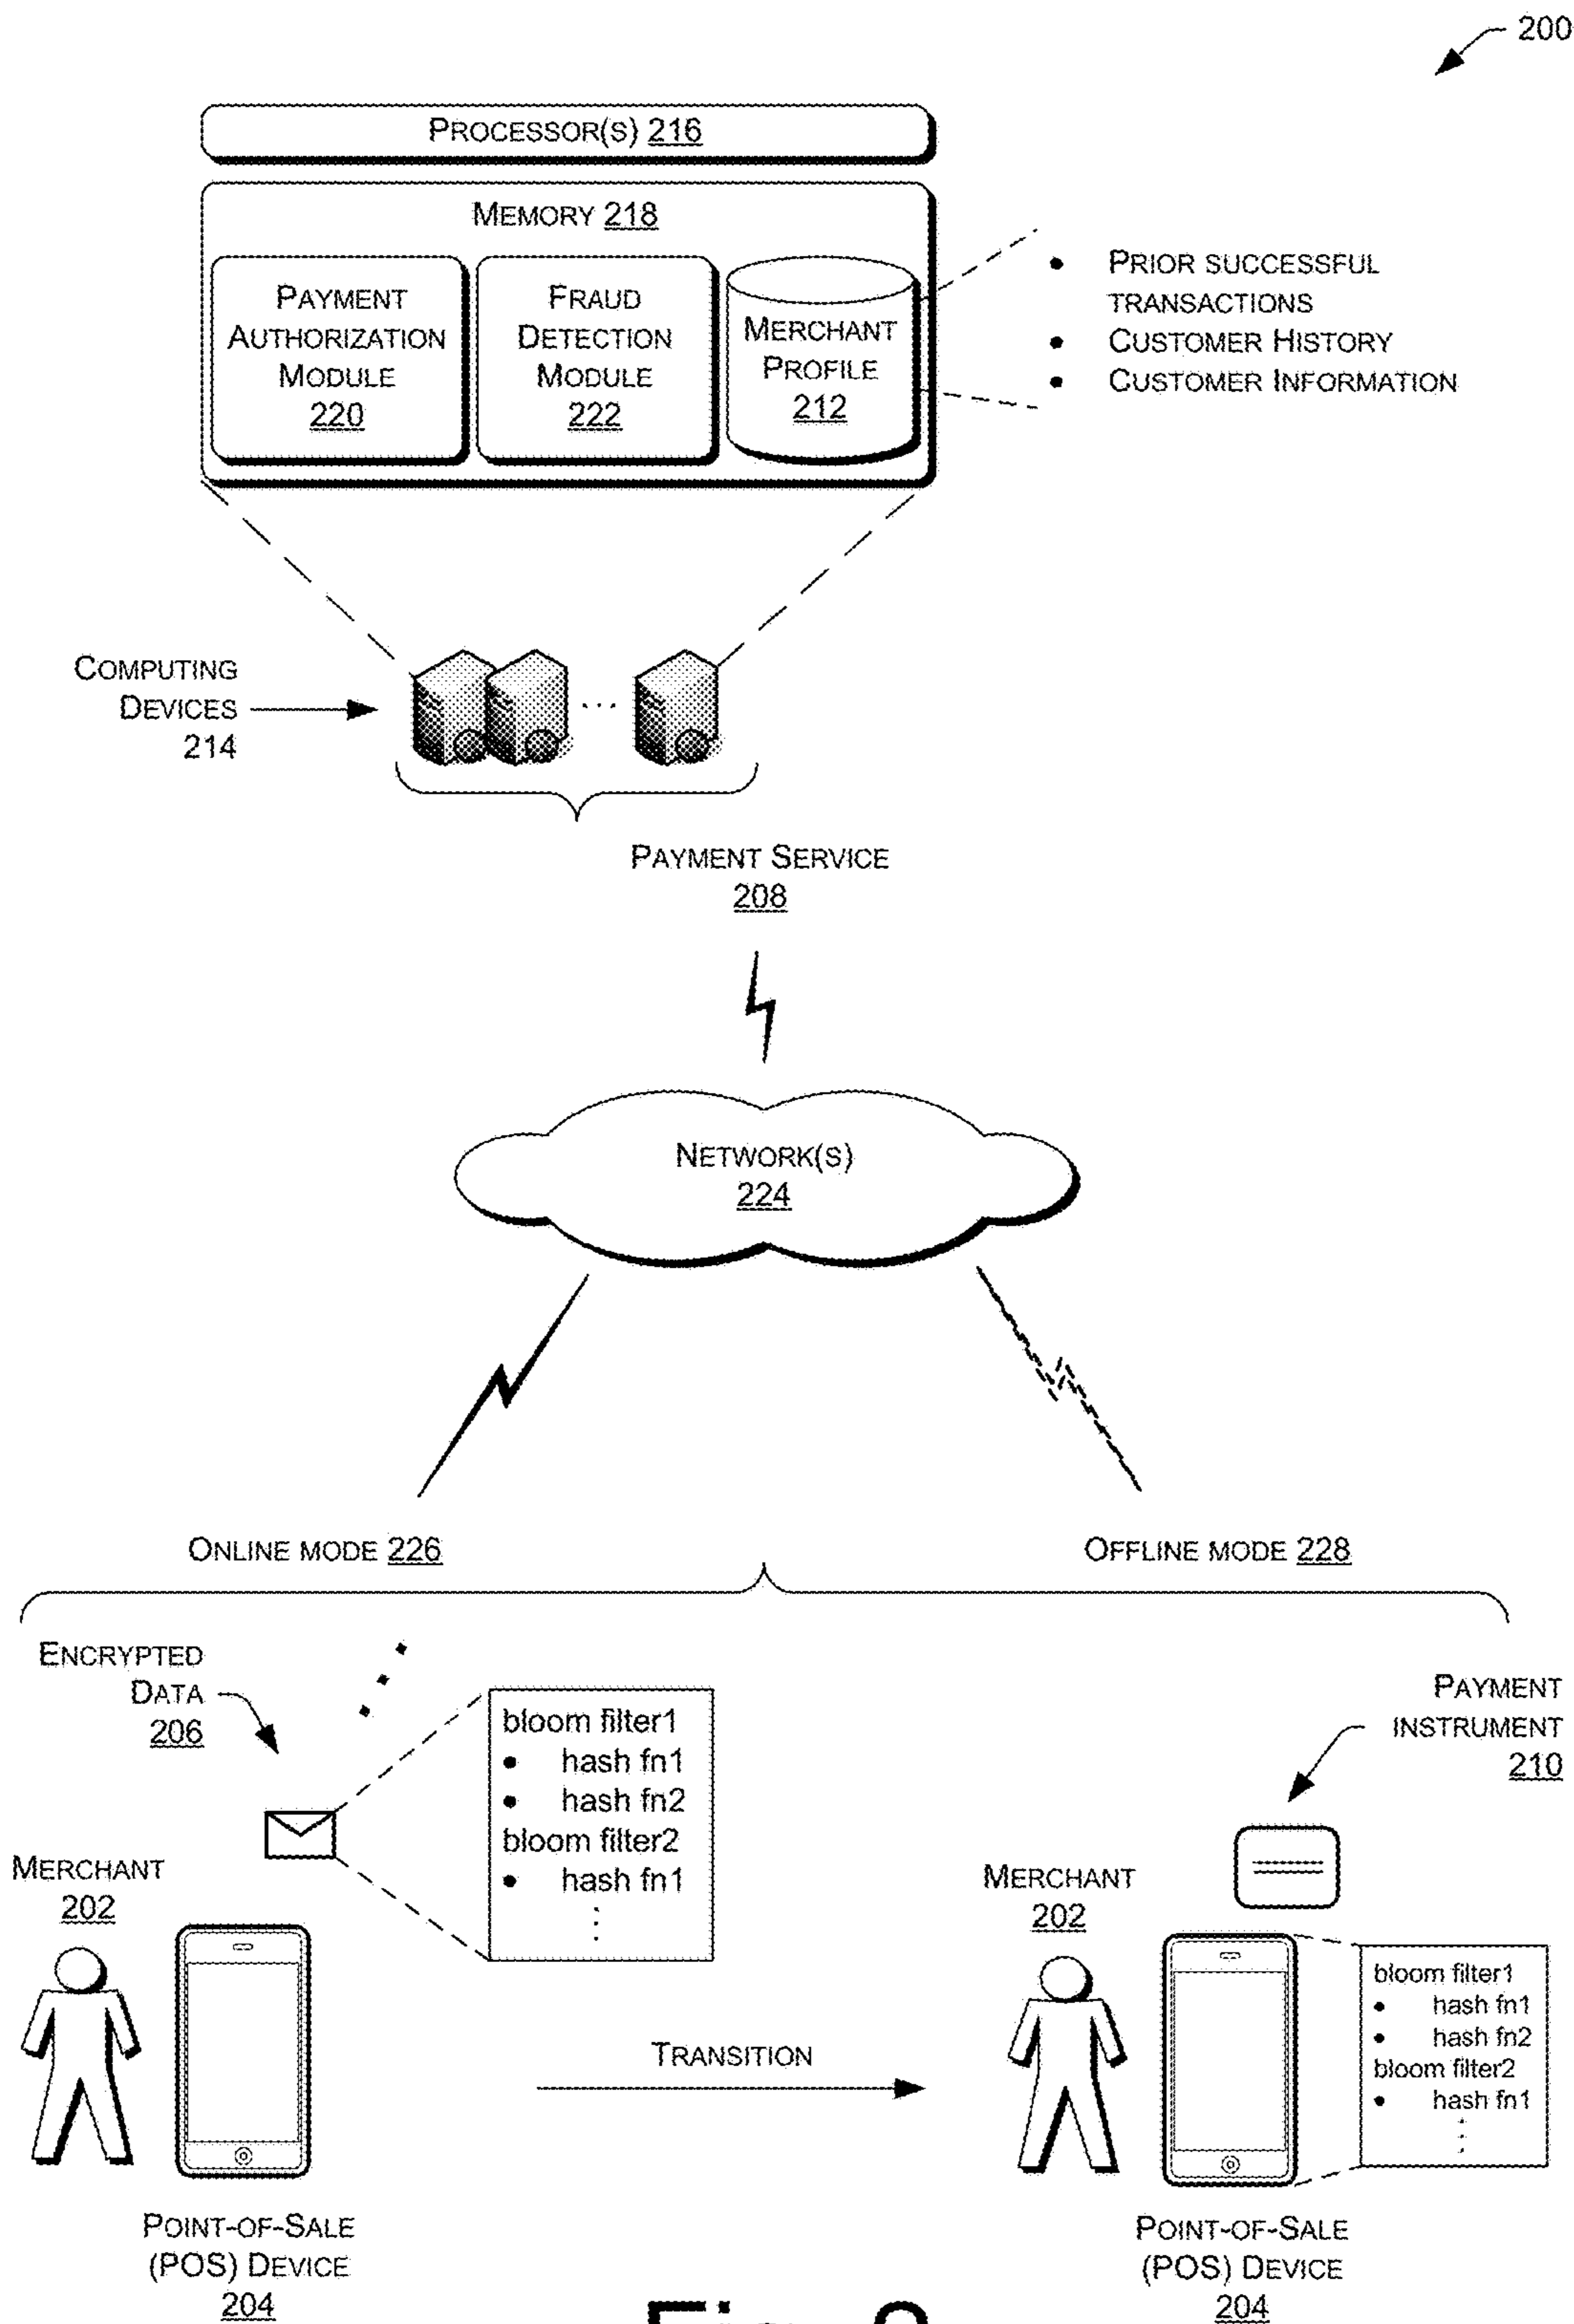 200
PROCESSOR(S) 216
MEMORY 218
PAYMENT
AUTHORIZATION
MODULE
220
FRAUD
DETECTION
MODULE
222
MERCHANT
PROFILE
212
• PRIOR SUCCESSFUL
TRANSACTIONS
• CUSTOMER HISTORY
• CUSTOMER INFORMATION
COMPUTING
DEVICES
214
...
PAYMENT SERVICE
208
NETWORK(S)
224
ONLINE MODE 226
OFFLINE MODE 228
ENCRYPTED
DATA
206
bloom filter1
• hash fn1
• hash fn2
bloom filter2
• hash fn1
MERCHANT
202
POINT-OF-SALE
(POS) DEVICE
204
TRANSITION
PAYMENT
INSTRUMENT
210
MERCHANT
202
bloom filter1
• hash fn1
• hash fn2
bloom filter2
• hash fn1
POINT-OF-SALE
(POS) DEVICE
204